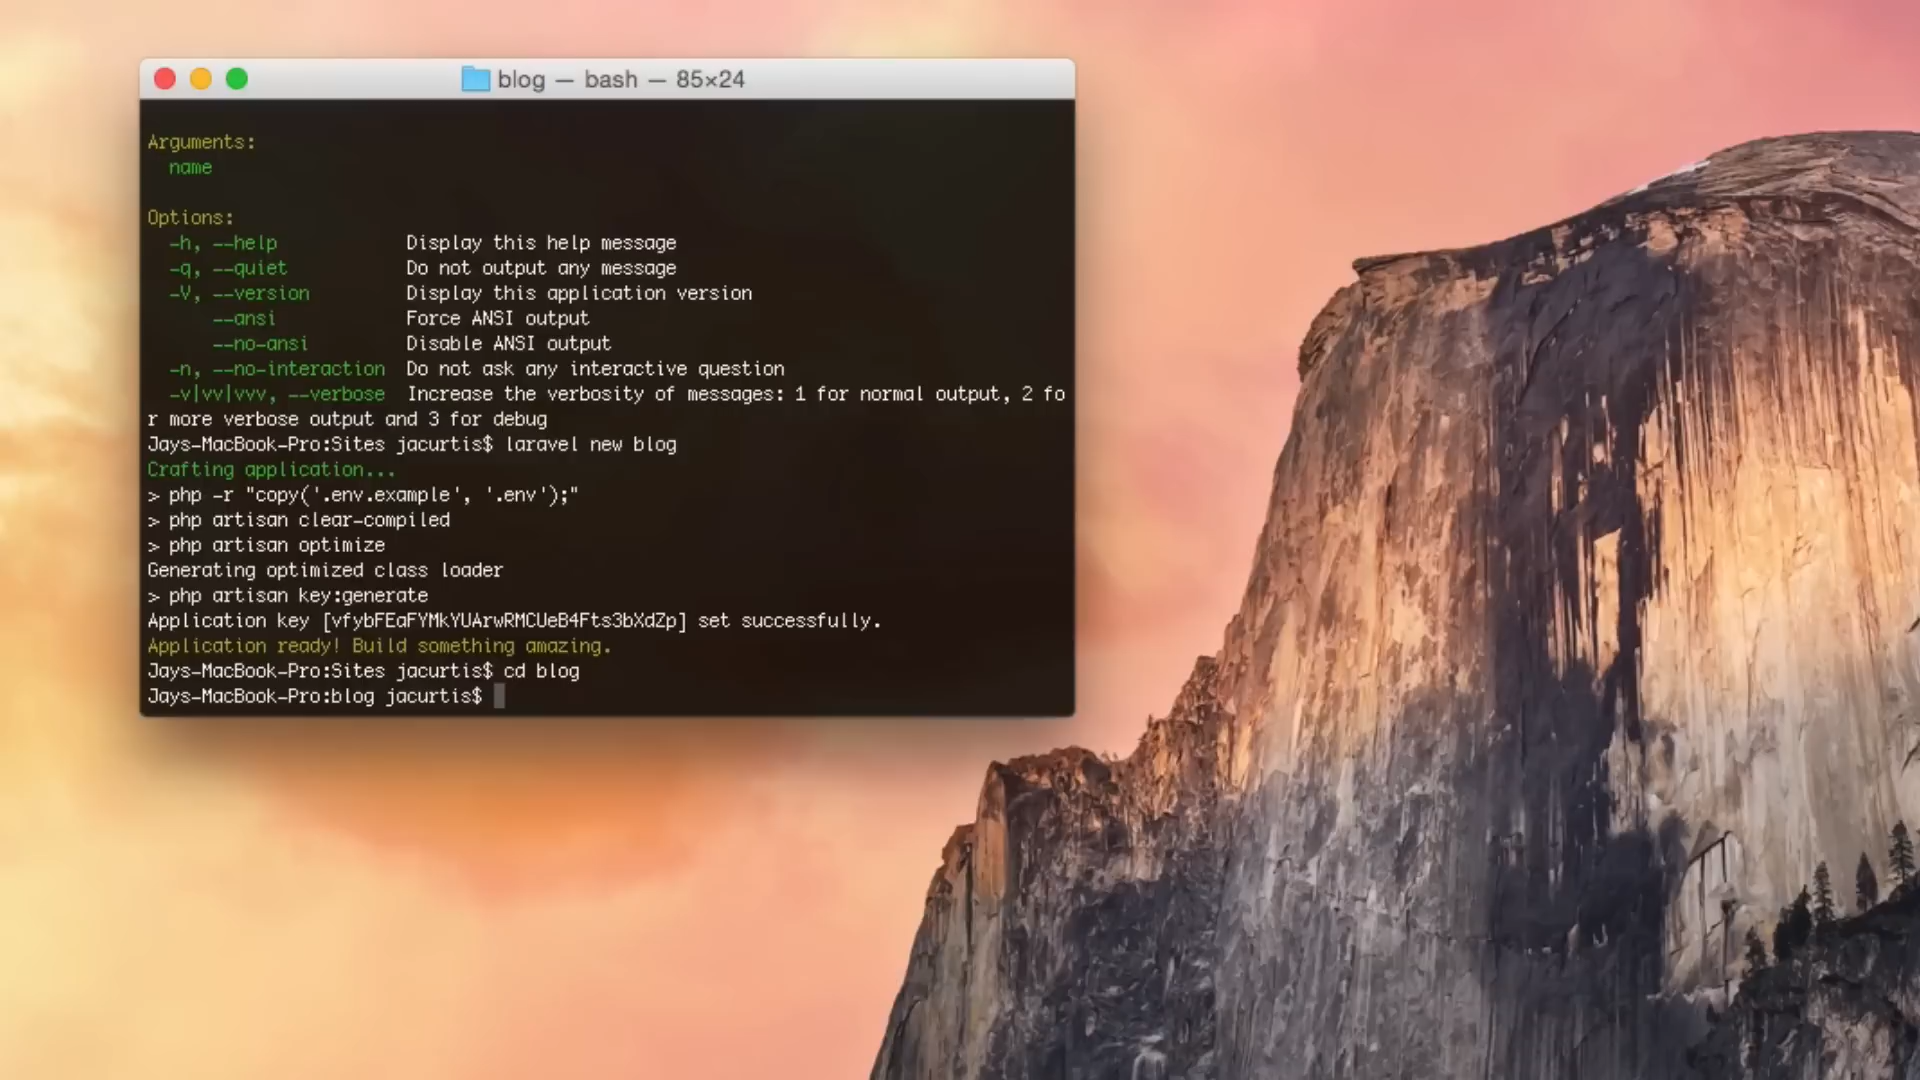 blog — bash — 85×24
Arguments:
name
Options:
-h, --help Display this help message
-q, --quiet Do not output any message
-V, --version Display this application version
--ansi Force ANSI output
--no-ansi Disable ANSI output
-n, --no-interaction Do not ask any interactive question
-v|vv|vvv, --verbose Increase the verbosity of messages: 1 for normal output, 2 fo
r more verbose output and 3 for debug
Jays-MacBook-Pro:Sites jacurtis$ laravel new blog
Crafting application...
> php -r "copy('.env.example', '.env');"
> php artisan clear-compiled
> php artisan optimize
Generating optimized class loader
> php artisan key:generate
Application key [vfybFEaFYMkYUArwRMCUeB4Fts3bXdZp] set successfully.
Application ready! Build something amazing.
Jays-MacBook-Pro:Sites jacurtis$ cd blog
Jays-MacBook-Pro:blog jacurtis$